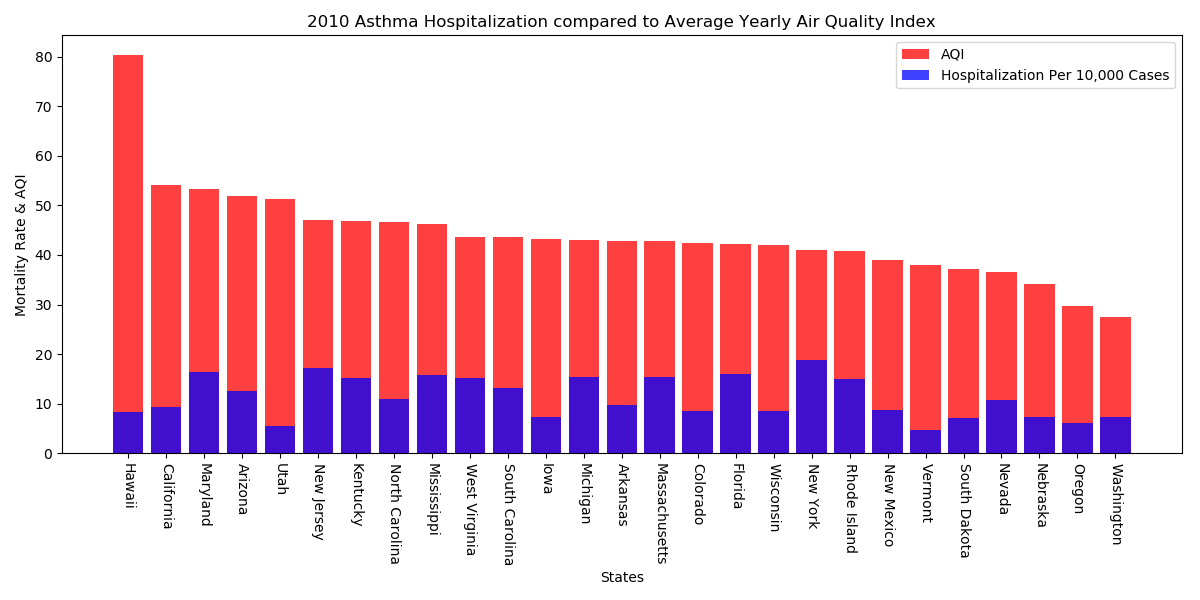 2010 Asthma Hospitalization compared to Average Yearly Air Quality Index
AQI
Hospitalization Per 10,000 Cases
Mortality Rate & AQI
80
70
60
50
40
30
20
10
0
Hawaii
California
Maryland
Arizona
Utah
New Jersey
Kentucky
North Carolina
Mississippi
West Virginia
South Carolina
Iowa
Michigan
Arkansas
Massachusetts
Colorado
Florida
Wisconsin
New York
Rhode Island
New Mexico
Vermont
South Dakota
Nevada
Nebraska
Oregon
Washington
States